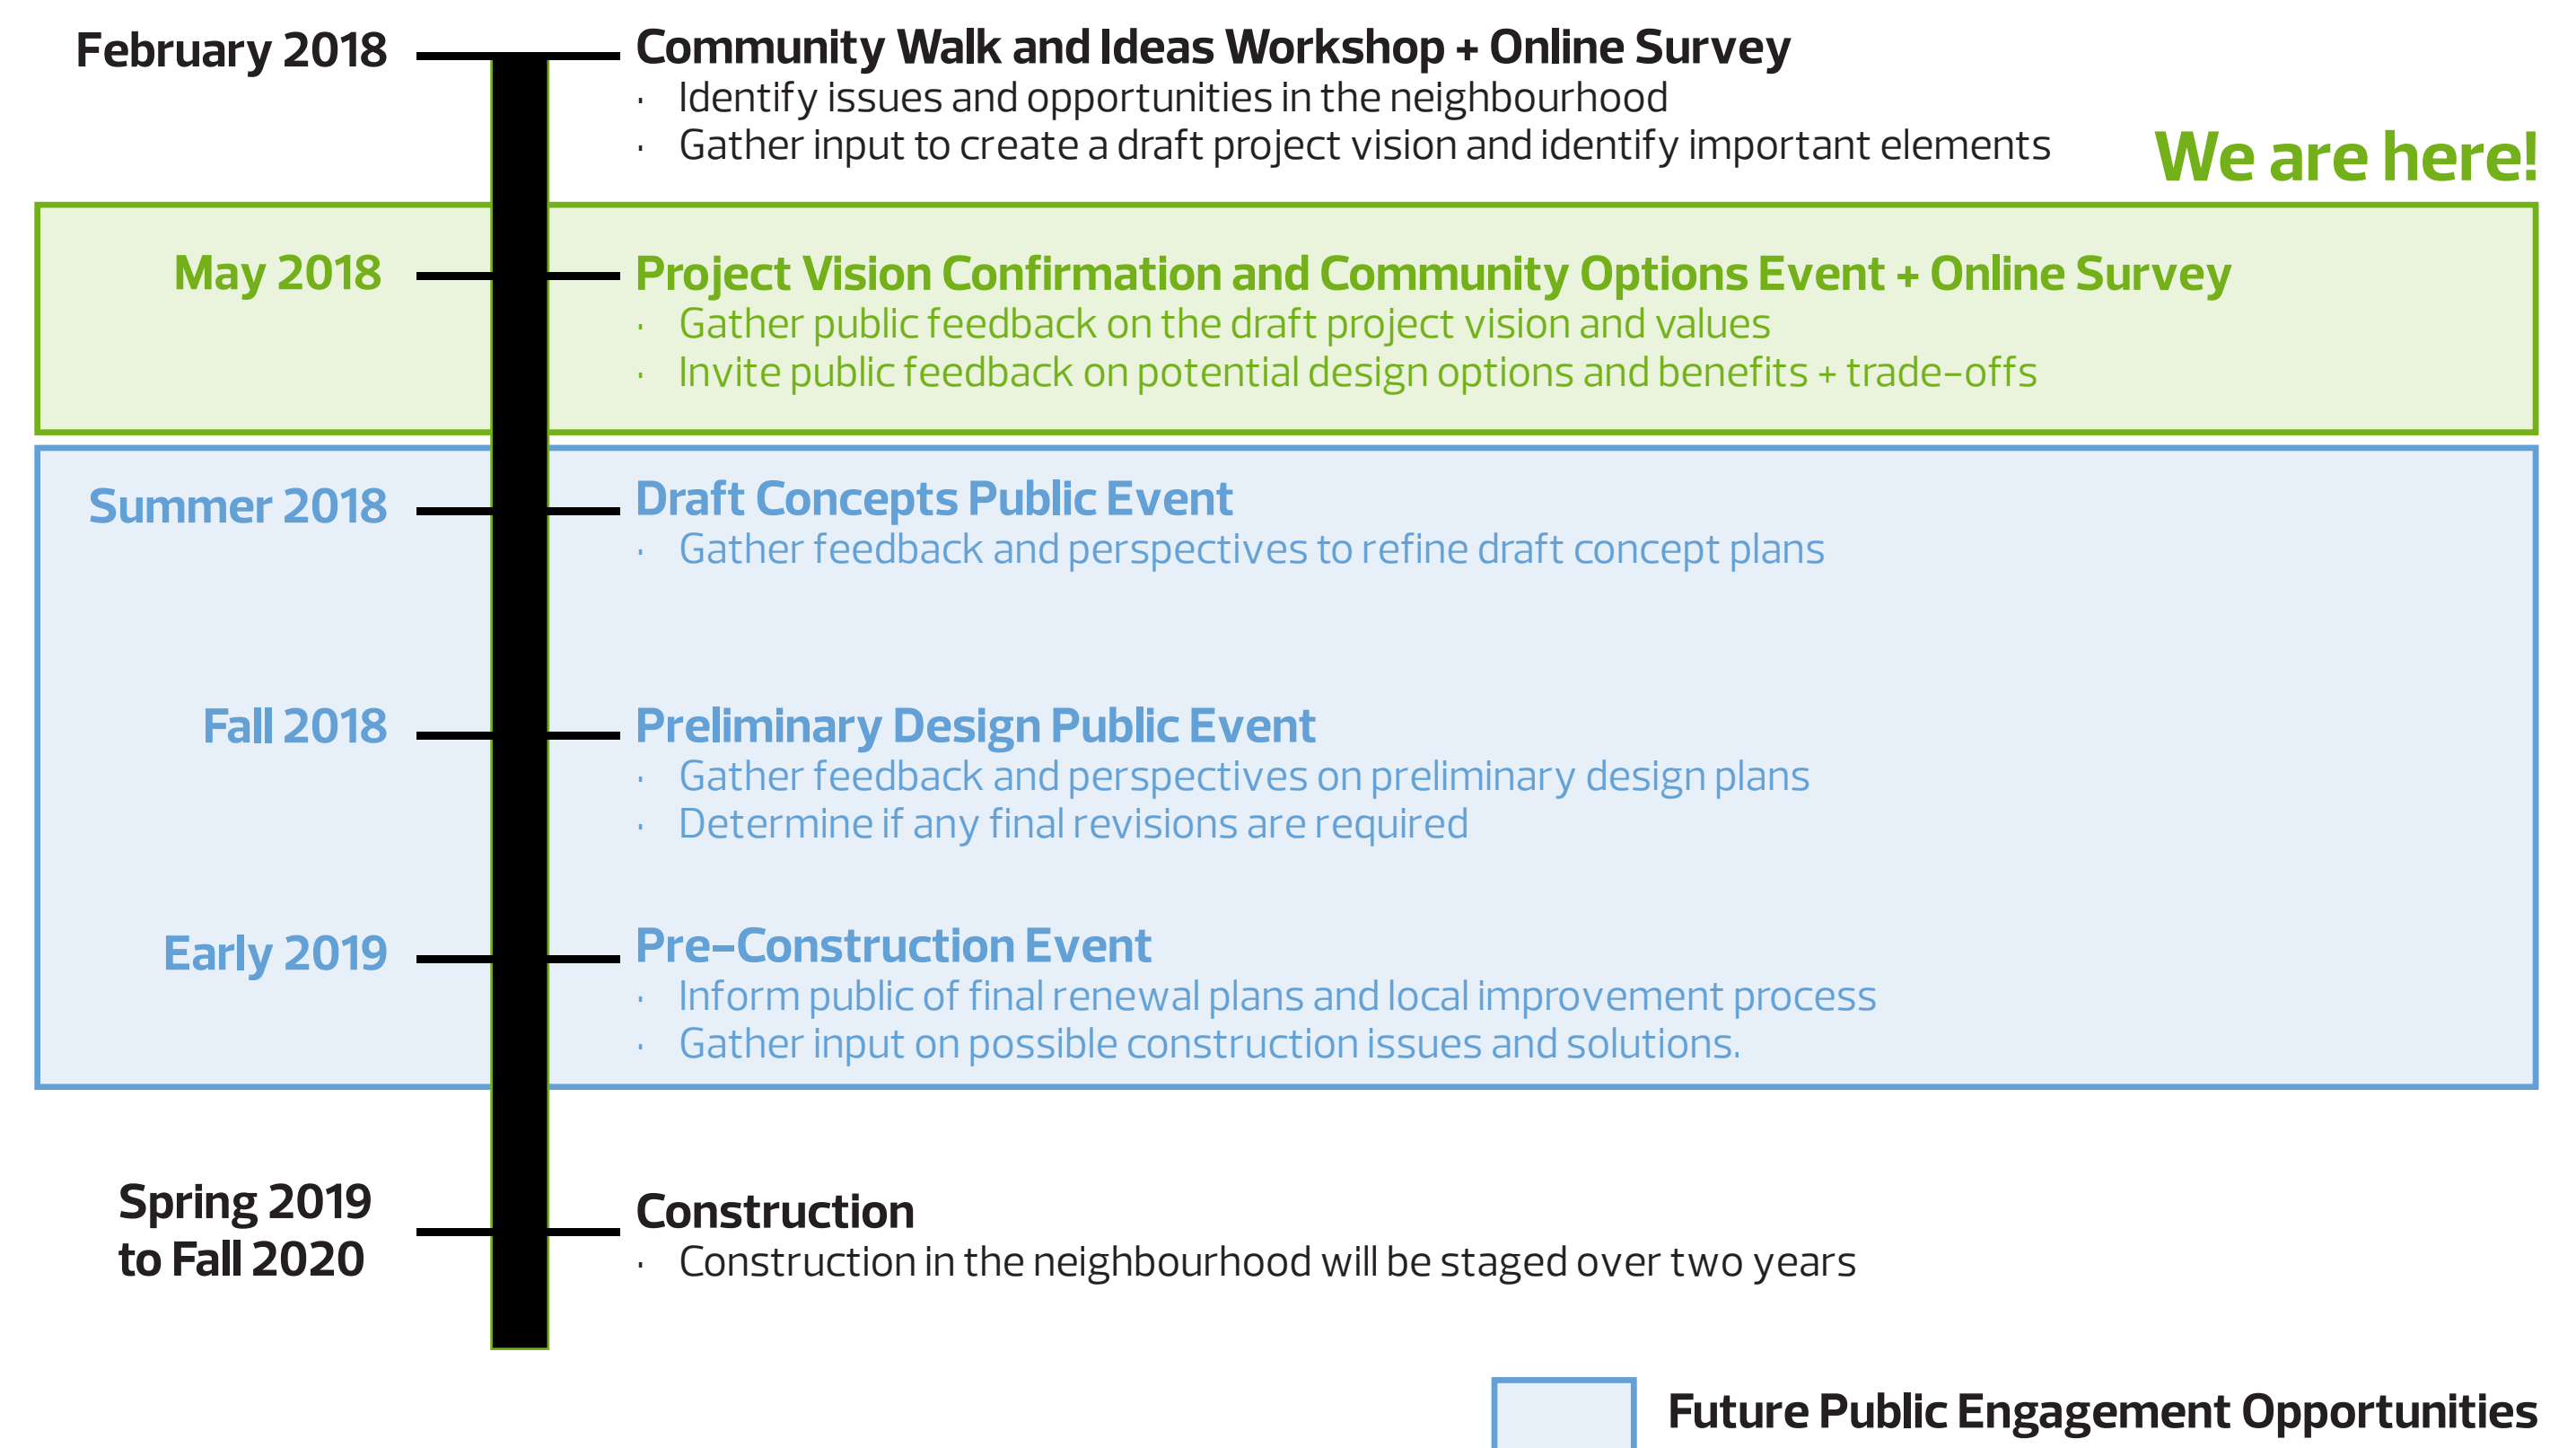 February 2018
Community Walk and Ideas Workshop + Online Survey
· Identify issues and opportunities in the neighbourhood
· Gather input to create a draft project vision and identify important elements
We are here!
May 2018
Project Vision Confirmation and Community Options Event + Online Survey
· Gather public feedback on the draft project vision and values
· Invite public feedback on potential design options and benefits + trade-offs
Summer 2018
Draft Concepts Public Event
· Gather feedback and perspectives to refine draft concept plans
Fall 2018
Preliminary Design Public Event
· Gather feedback and perspectives on preliminary design plans
· Determine if any final revisions are required
Early 2019
Pre-Construction Event
· Inform public of final renewal plans and local improvement process
· Gather input on possible construction issues and solutions.
Spring 2019
to Fall 2020
Construction
· Construction in the neighbourhood will be staged over two years
Future Public Engagement Opportunities